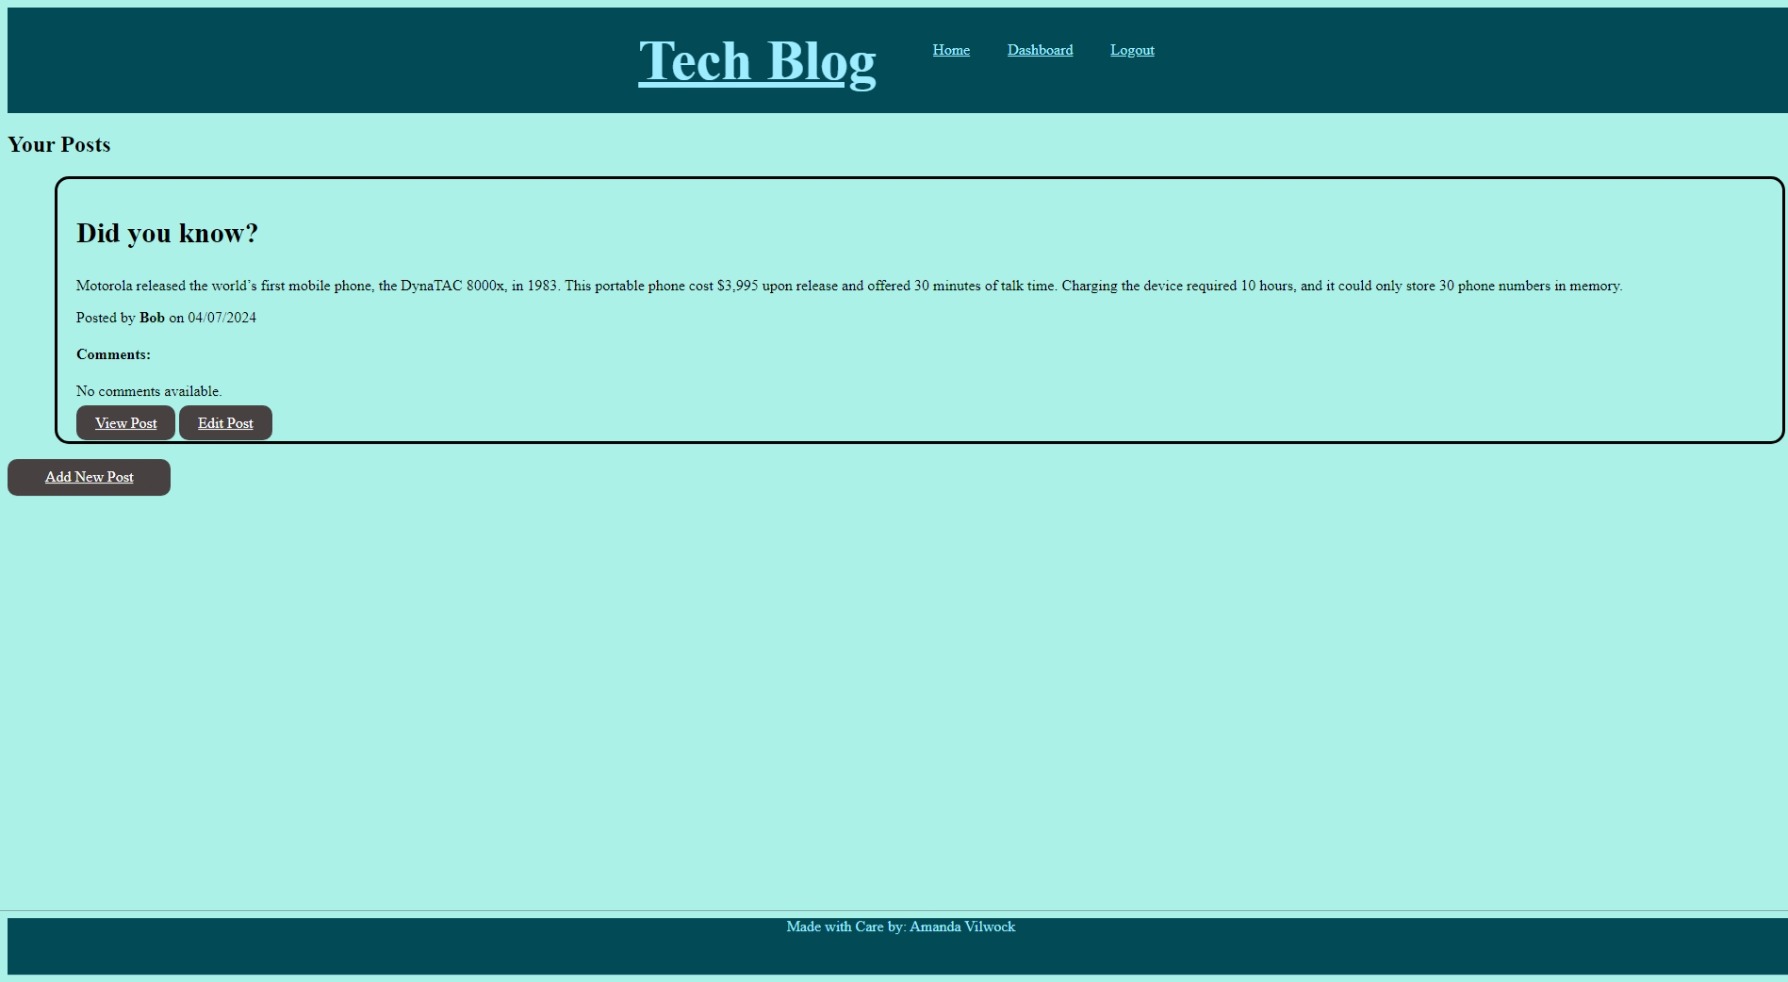 Tech Blog
Home
Dashboard
Logout
Your Posts
Did you know?
Motorola released the world’s first mobile phone, the DynaTAC 8000x, in 1983. This portable phone cost $3,995 upon release and offered 30 minutes of talk time. Charging the device required 10 hours, and it could only store 30 phone numbers in memory.
Posted by Bob on 04/07/2024
Comments:
No comments available.
View Post
Edit Post
Add New Post
Made with Care by: Amanda Vilwock